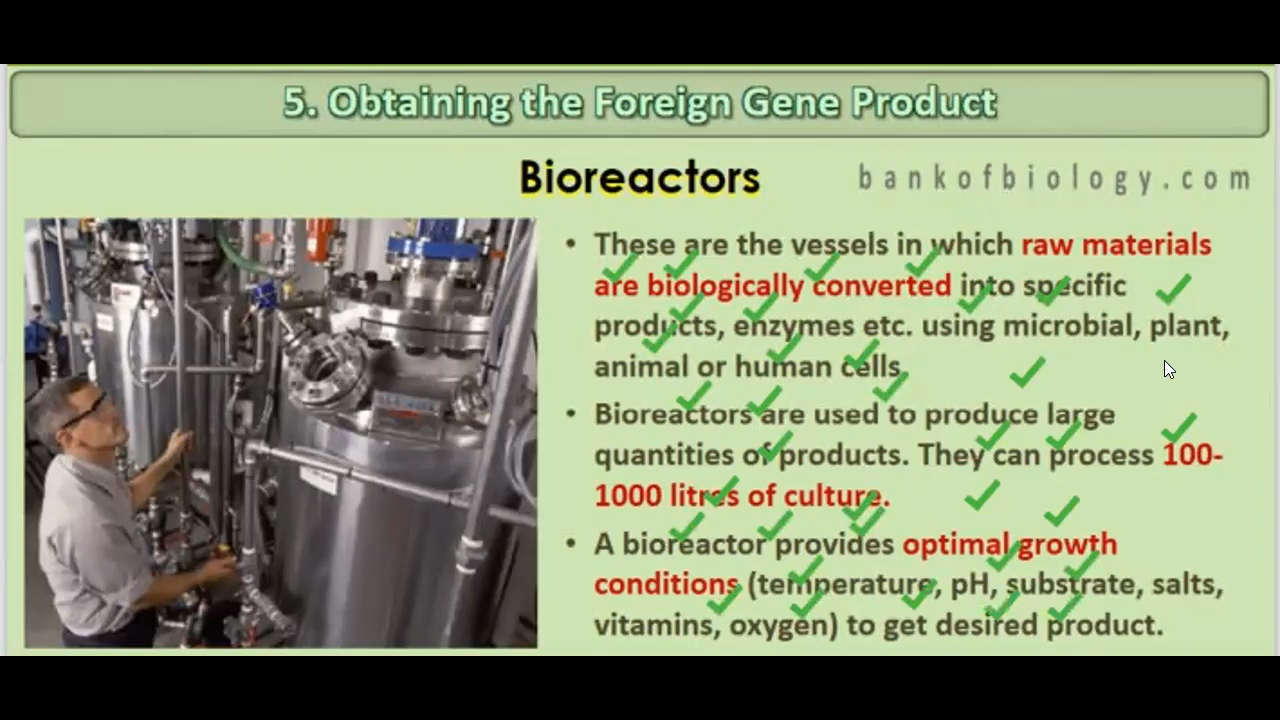 5. Obtaining the Foreign Gene Product
Bioreactors
bankofbiology.com
• These are the vessels in which raw materials
are biologically converted into specific
products, enzymes etc. using microbial, plant,
animal or human cells.
• Bioreactors are used to produce large
quantities of products. They can process 100-
1000 litres of culture.
• A bioreactor provides optimal growth
conditions (temperature, pH, substrate, salts,
vitamins, oxygen) to get desired product.